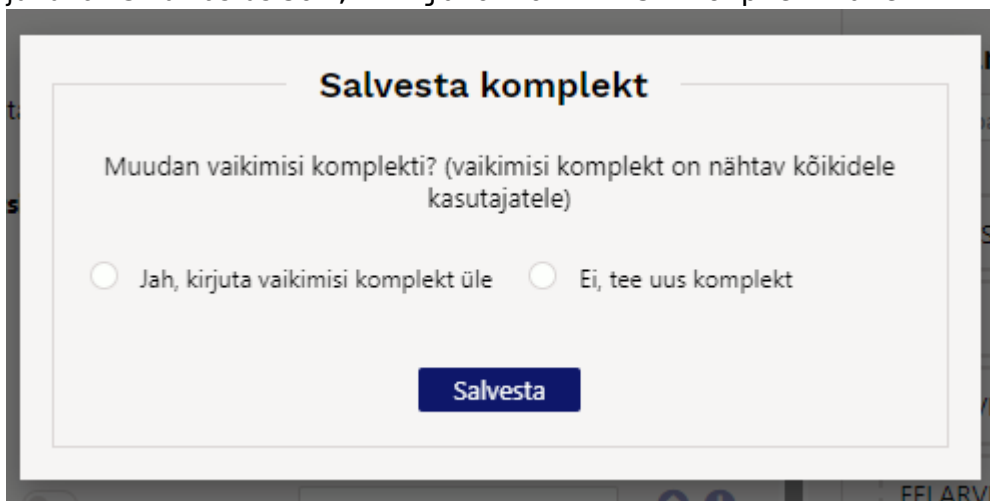 Salvesta komplekt
Muudan vaikimisi komplekti? (vaikimisi komplekt on nähtav kõikidele
kasutajatele)
Jah, kirjuta vaikimisi komplekt üle
Ei, tee uus komplekt
Salvesta